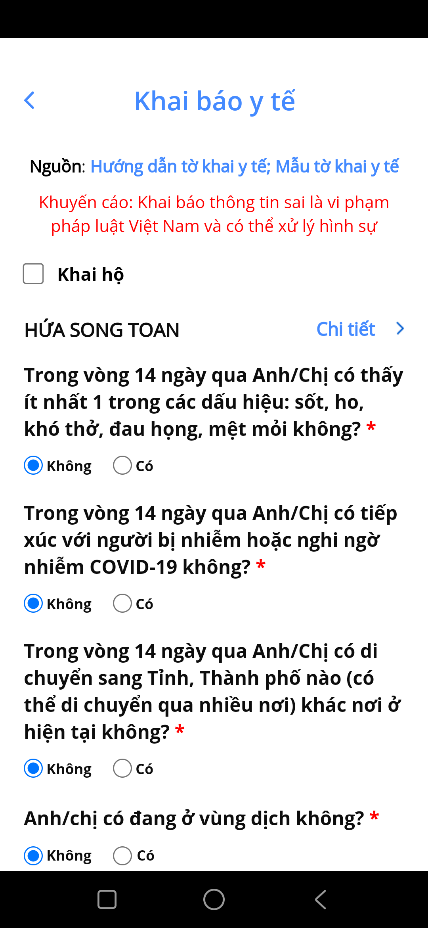 Khai báo y tế
Nguồn: Hướng dẫn tờ khai y tế; Mẫu tờ khai y tế
Khuyến cáo: Khai báo thông tin sai là vi phạm
pháp luật Việt Nam và có thể xử lý hình sự
Khai hộ
HỨA SONG TOAN
Chi tiết
Trong vòng 14 ngày qua Anh/Chị có thấy
ít nhất 1 trong các dấu hiệu: sốt, ho,
khó thở, đau họng, mệt mỏi không? *
Không Có
Trong vòng 14 ngày qua Anh/Chị có tiếp
xúc với người bị nhiễm hoặc nghi ngờ
nhiễm COVID-19 không? *
Không Có
Trong vòng 14 ngày qua Anh/Chị có di
chuyển sang Tỉnh, Thành phố nào (có
thể di chuyển qua nhiều nơi) khác nơi ở
hiện tại không? *
Không Có
Anh/chị có đang ở vùng dịch không? *
Không Có